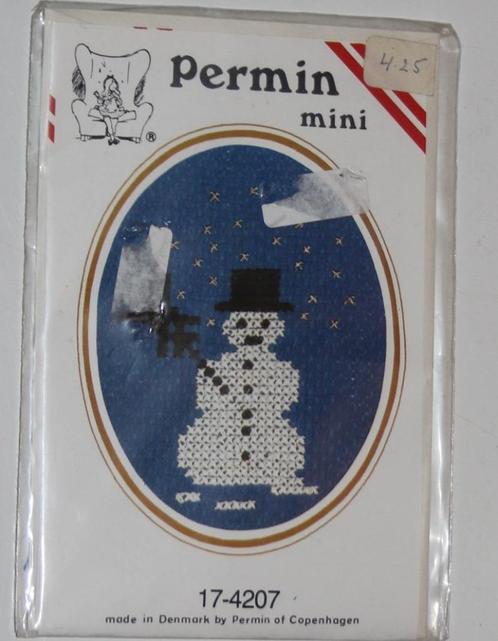 4.25
Permin
mini
®
17-4207
made in Denmark by Permin of Copenhagen